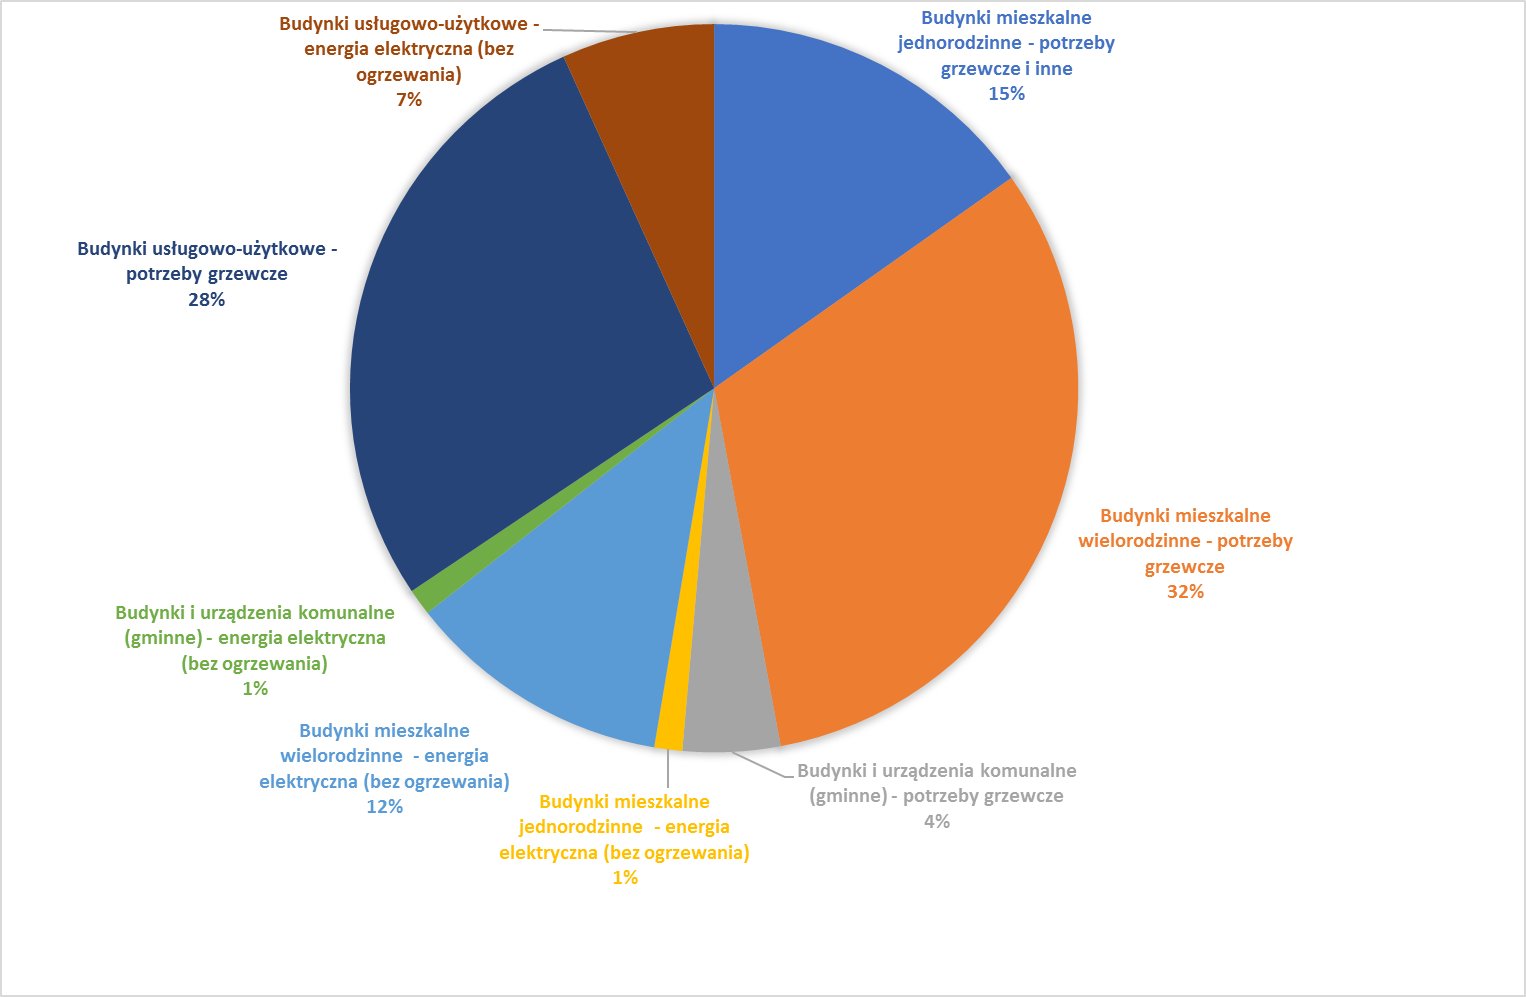 Budynki usługowo-użytkowe -
energia elektryczna (bez
ogrzewania)
7%
Budynki mieszkalne
jednorodzinne - potrzeby
grzewcze i inne
15%
Budynki usługowo-użytkowe -
potrzeby grzewcze
28%
Budynki mieszkalne
wielorodzinne - potrzeby
grzewcze
32%
Budynki i urządzenia komunalne
(gminne) - energia elektryczna
(bez ogrzewania)
1%
Budynki mieszkalne
wielorodzinne  - energia
elektryczna (bez ogrzewania)
12%
Budynki mieszkalne
jednorodzinne  - energia
elektryczna (bez ogrzewania)
1%
Budynki i urządzenia komunalne
(gminne) - potrzeby grzewcze
4%